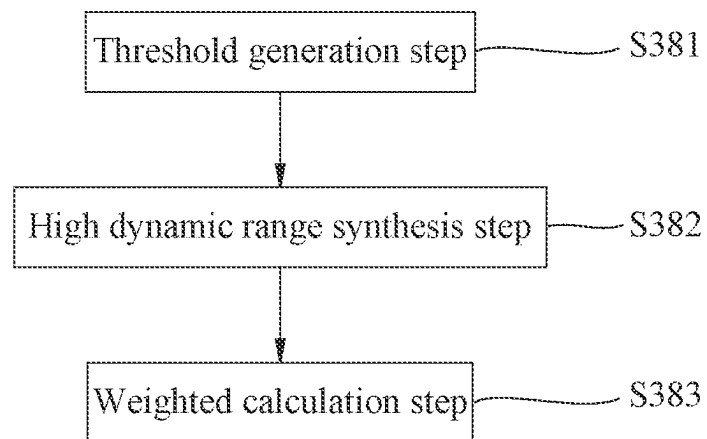 Threshold generation step S381
High dynamic range synthesis step S382
Weighted calculation step S383